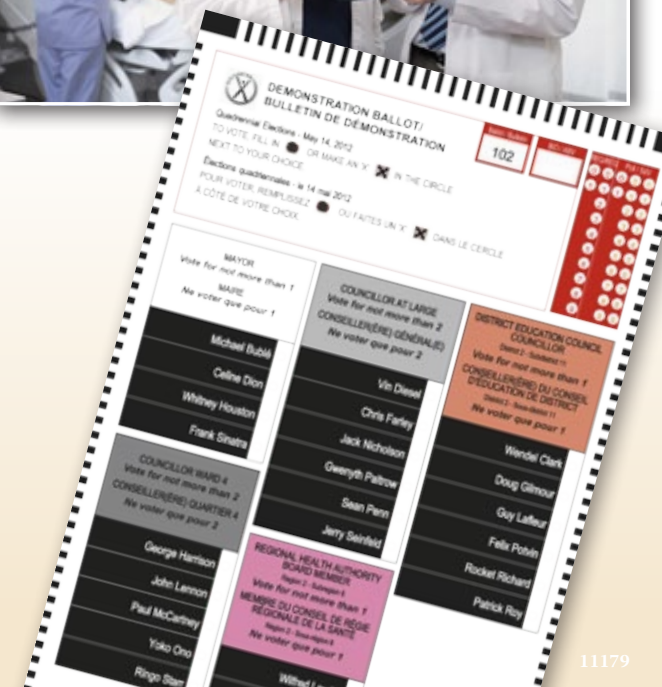 DEMONSTRATION BALLOT/
BULLETIN DE DÉMONSTRATION
Quadrennial Elections - May 14, 2012
TO VOTE, FILL IN OR MAKE AN 'X' IN THE CIRCLE
NEXT TO YOUR CHOICE
Élections quadriennales - le 14 mai 2012
POUR VOTER, REMPLISSEZ OU FAITES UN 'X' DANS LE CERCLE
À CÔTÉ DE VOTRE CHOIX
102
MAYOR
Vote for not more than 1
MAIRE
Ne voter que pour 1
Michael Bublé
Celine Dion
Whitney Houston
Frank Sinatra
COUNCILLOR WARD 4
Vote for not more than 2
CONSEILLER(ÈRE) QUARTIER 4
Ne voter que pour 2
George Harrison
John Lennon
Paul McCartney
Yoko Ono
Ringo Starr
COUNCILLOR AT LARGE
Vote for not more than 2
CONSEILLER(ÈRE) GÉNÉRAL(E)
Ne voter que pour 2
Vin Diesel
Chris Farley
Jack Nicholson
Gwenyth Paltrow
Sean Penn
Jerry Seinfeld
REGIONAL HEALTH AUTHORITY
BOARD MEMBER
Vote for not more than 1
MEMBRE DU CONSEIL DE RÉGIE
RÉGIONALE DE LA SANTÉ
Ne voter que pour 1
Wilfred
DISTRICT EDUCATION COUNCIL
COUNCILLOR
Vote for not more than 1
CONSEILLER(ÈRE) DU CONSEIL
D'ÉDUCATION DE DISTRICT
Ne voter que pour 1
Wendel Clark
Doug Gilmour
Guy Lafleur
Felix Potvin
Rocket Richard
Patrick Roy
11179